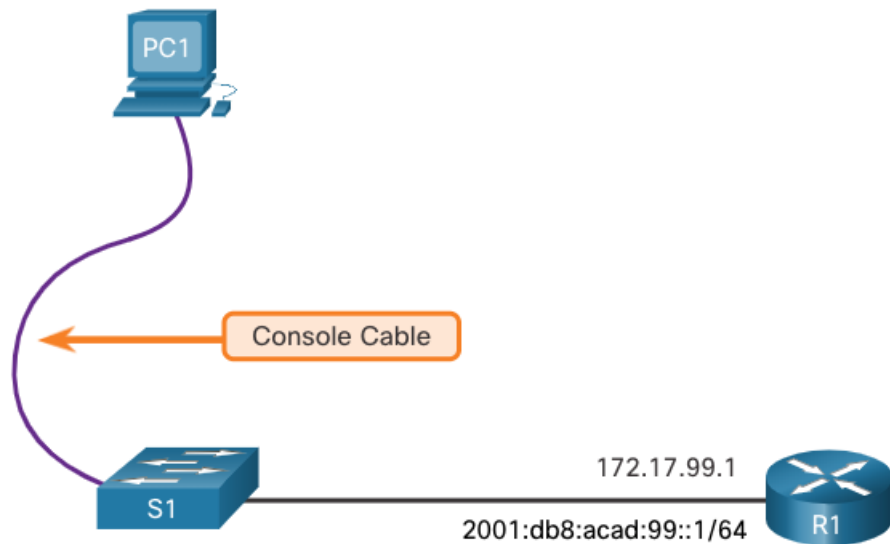 PC1
Console Cable
172.17.99.1
S1
2001:db8:acad:99::1/64
R1